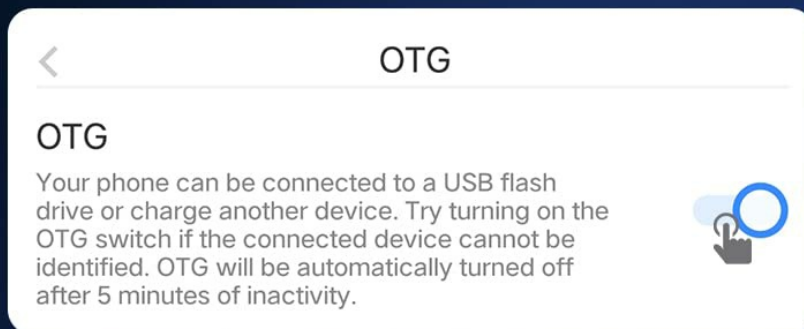 OTG
OTG
Your phone can be connected to a USB flash
drive or charge another device. Try turning on the
OTG switch if the connected device cannot be
identified. OTG will be automatically turned off
after 5 minutes of inactivity.